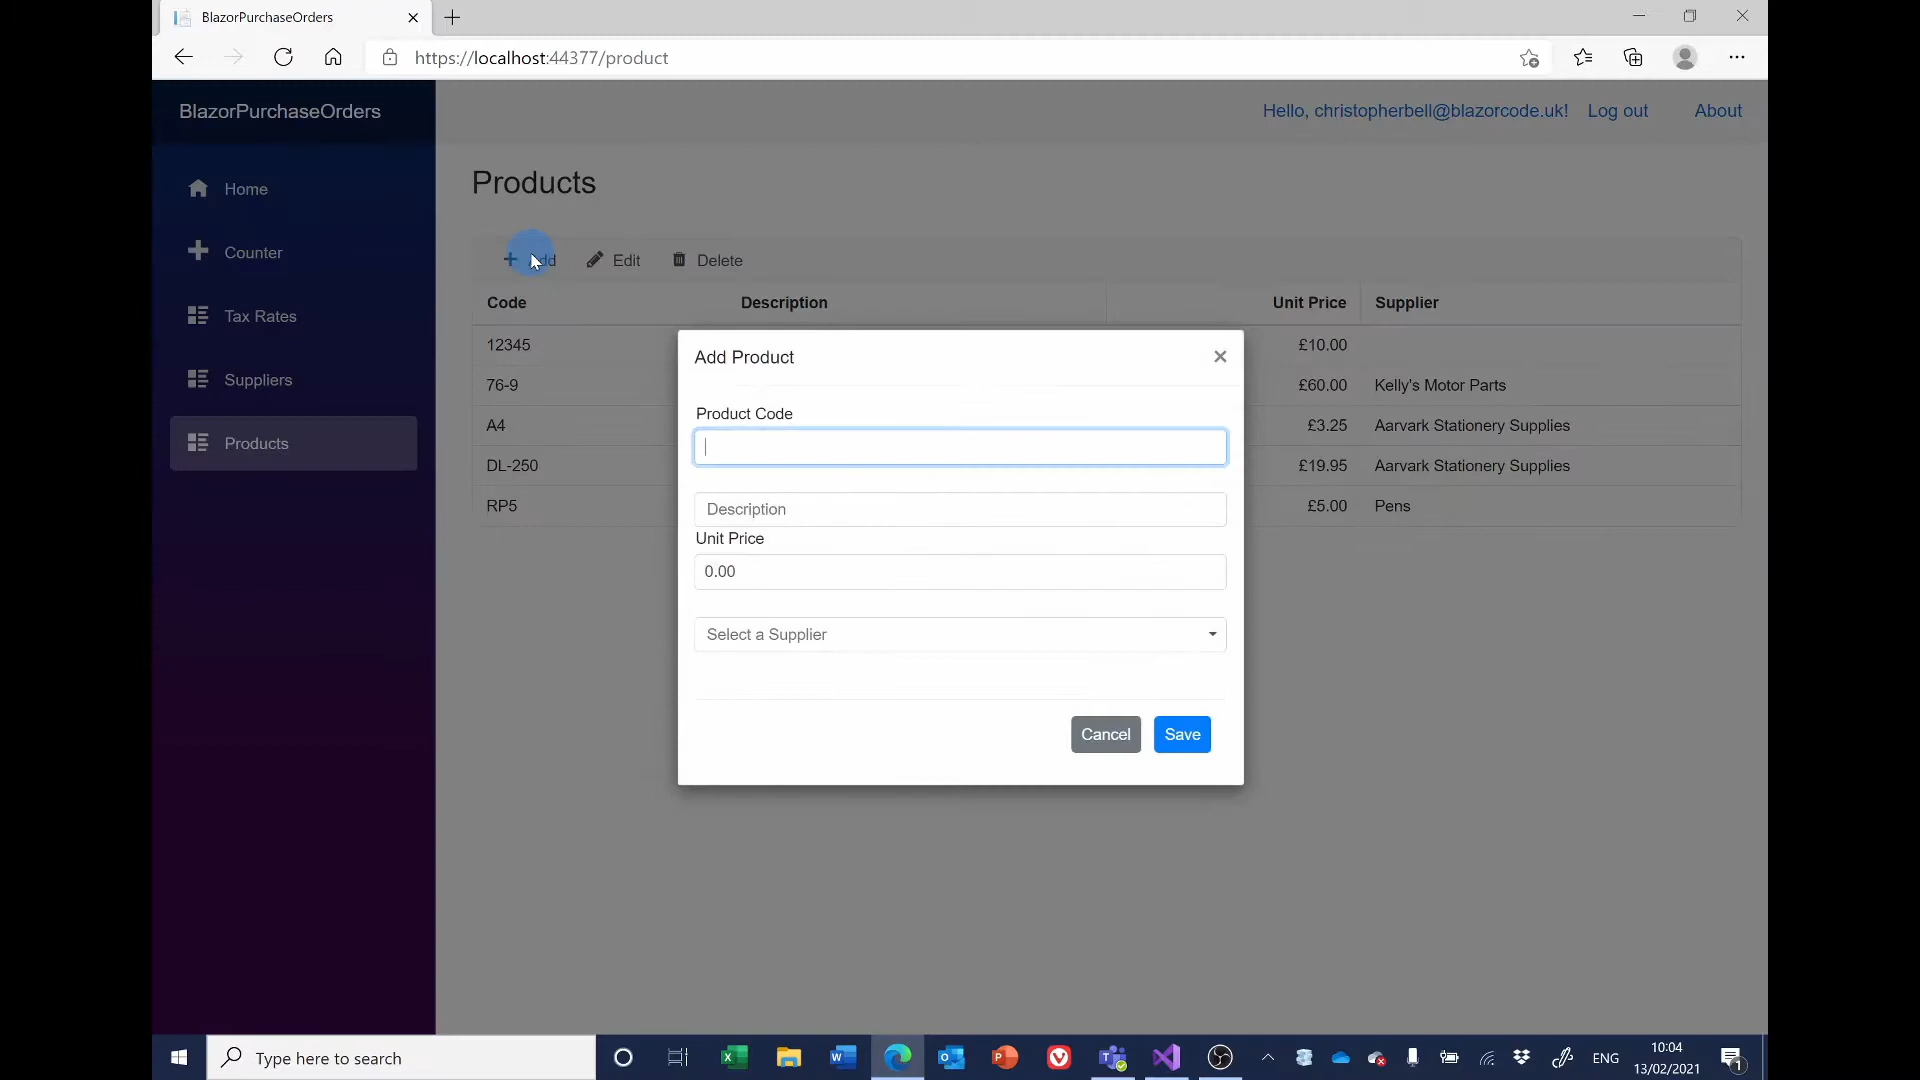 BlazorPurchaseOrders
https://localhost:44377/product
BlazorPurchaseOrders
Hello, christopherbell@blazorcode.uk! Log out About
Home
Counter
Tax Rates
Suppliers
Products
Products
Add Edit Delete
Code Description Unit Price Supplier
12345 £10.00
76-9 £60.00 Kelly's Motor Parts
A4 £3.25 Aarvark Stationery Supplies
DL-250 £19.95 Aarvark Stationery Supplies
RP5 £5.00 Pens
Add Product
Product Code
Description
Unit Price
0.00
Select a Supplier
Cancel Save
Type here to search
ENG
10:04
13/02/2021
1